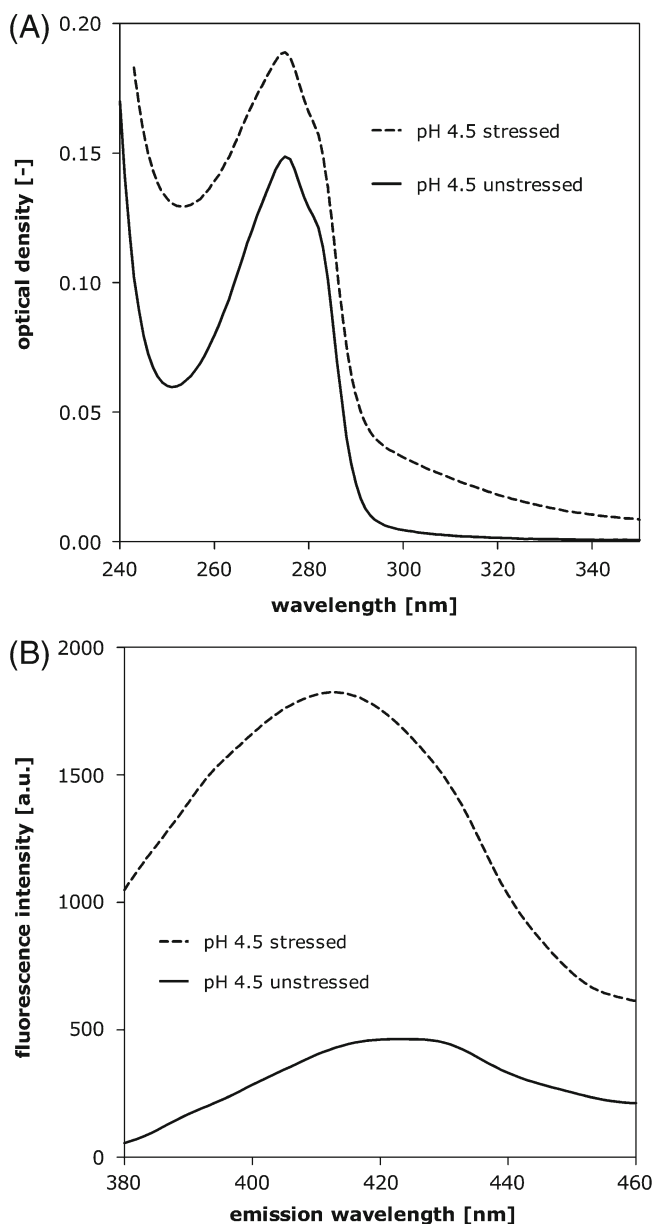 (A)
0.20
0.15
0.10
0.05
0.00
optical density [-]
pH 4.5 stressed
pH 4.5 unstressed
240 260 280 300 320 340
wavelength [nm]
(B)
2000
1500
1000
500
0
fluorescence intensity [a.u.]
pH 4.5 stressed
pH 4.5 unstressed
380 400 420 440 460
emission wavelength [nm]